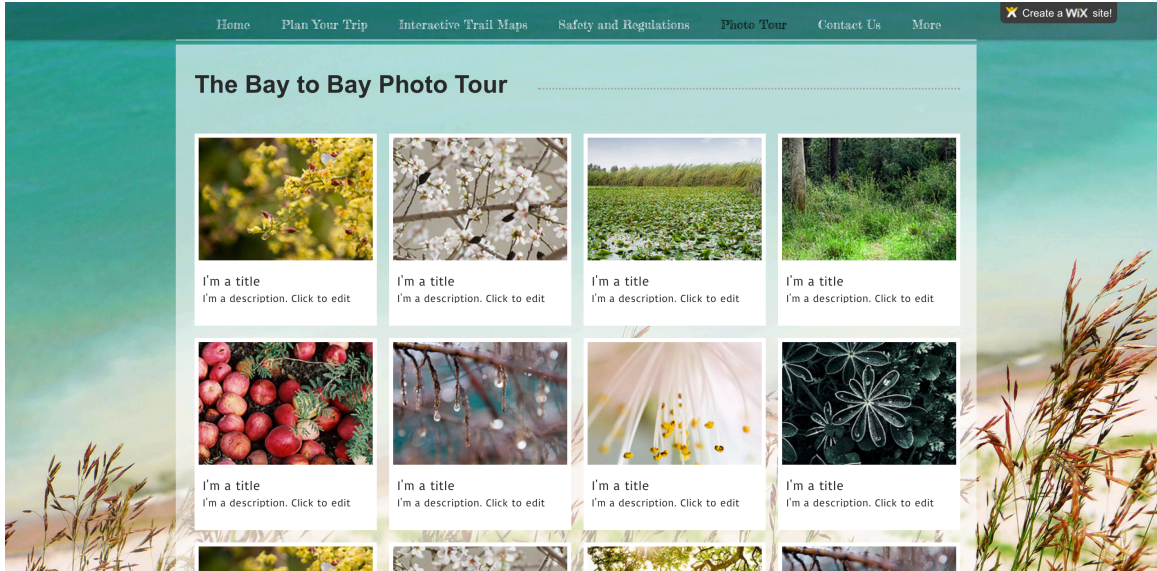 Home Plan Your Trip Interactive Trail Maps Safety and Regulations Photo Tour Contact Us More
Create a WiX site!
The Bay to Bay Photo Tour
I'm a title I'm a title I'm a title I'm a title
I'm a description. Click to edit I'm a description. Click to edit I'm a description. Click to edit I'm a description. Click to edit
I'm a title I'm a title I'm a title I'm a title
I'm a description. Click to edit I'm a description. Click to edit I'm a description. Click to edit I'm a description. Click to edit